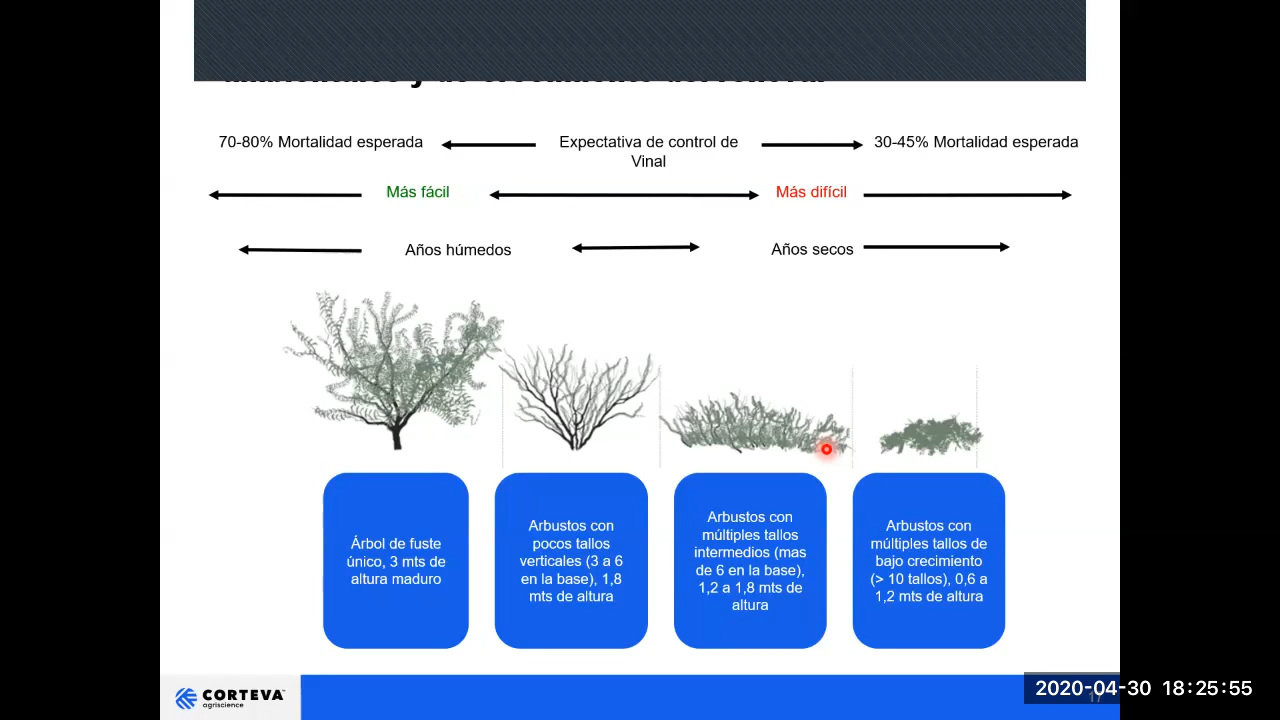 70-80% Mortalidad esperada
Expectativa de control de
Vinal
30-45% Mortalidad esperada
Más fácil
Más difícil
Años húmedos
Años secos
Árbol de fuste
único, 3 mts de
altura maduro
Arbustos con
pocos tallos
verticales (3 a 6
en la base), 1,8
mts de altura
Arbustos con
múltiples tallos
intermedios (mas
de 6 en la base),
1,2 a 1,8 mts de
altura
Arbustos con
múltiples tallos de
bajo crecimiento
(> 10 tallos), 0,6 a
1,2 mts de altura
CORTEVA™
agriscience
17
2020-04-30 18:25:55